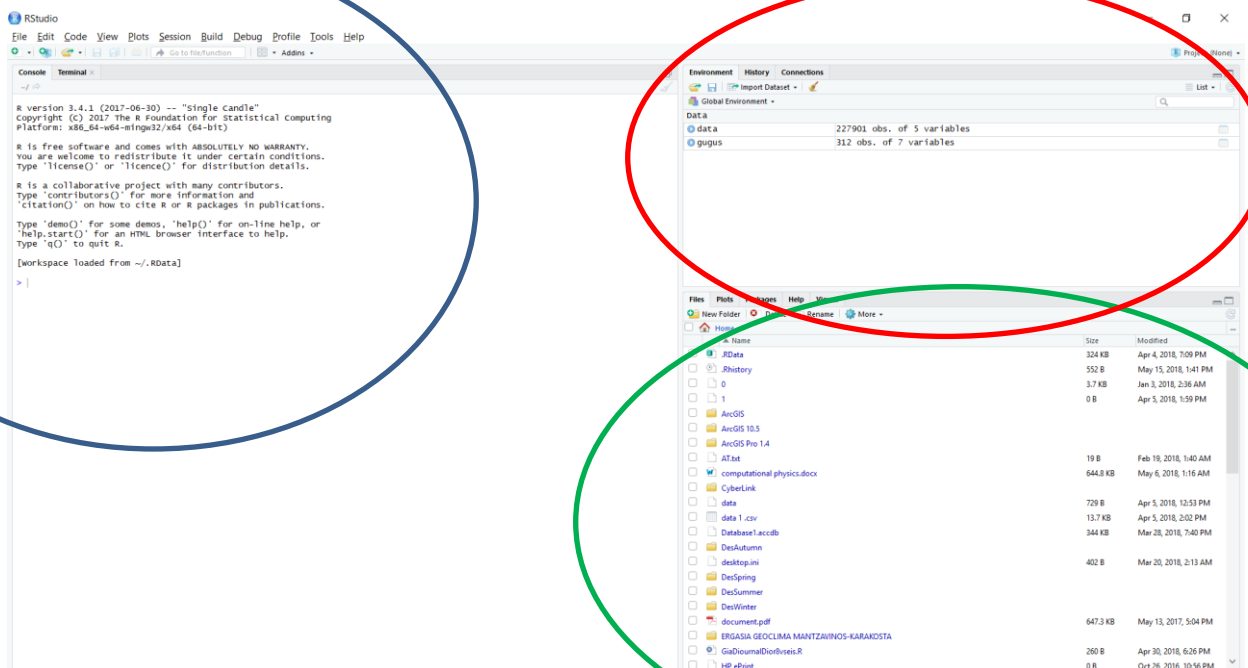 RStudio
File Edit Code View Plots Session Build Debug Profile Tools Help
Go to file/function Addins
(None)
Console Terminal
~/
R version 3.4.1 (2017-06-30) -- "Single Candle"
Copyright (C) 2017 The R Foundation for Statistical Computing
Platform: x86_64-w64-mingw32/x64 (64-bit)
R is free software and comes with ABSOLUTELY NO WARRANTY.
You are welcome to redistribute it under certain conditions.
Type 'license()' or 'licence()' for distribution details.
R is a collaborative project with many contributors.
Type 'contributors()' for more information and
'citation()' on how to cite R or R packages in publications.
Type 'demo()' for some demos, 'help()' for on-line help, or
'help.start()' for an HTML browser interface to help.
Type 'q()' to quit R.
[Workspace loaded from ~/.RData]
>
Environment History Connections
Import Dataset List
Global Environment
Data
data 227901 obs. of 5 variables
gugus 312 obs. of 7 variables
Files Plots Packages Help
New Folder Rename More
Home
Name Size Modified
.RData 324 KB Apr 4, 2018, 7:09 PM
.Rhistory 552 B May 15, 2018, 1:41 PM
0 3.7 KB Jan 3, 2018, 2:36 AM
1 0 B Apr 5, 2018, 1:59 PM
ArcGIS
ArcGIS 10.5
ArcGIS Pro 1.4
AT.txt 19 B Feb 19, 2018, 1:40 AM
computational physics.docx 644.8 KB May 6, 2018, 1:16 AM
CyberLink
data 729 B Apr 5, 2018, 12:53 PM
data 1 .csv 13.7 KB Apr 5, 2018, 2:02 PM
Database1.accdb 344 KB Mar 28, 2018, 7:40 PM
DesAutumn
desktop.ini 402 B Mar 20, 2018, 2:13 AM
DesSpring
DesSummer
DesWinter
document.pdf 647.3 KB May 13, 2017, 5:04 PM
ERGASIA GEOCLIMA MANTZAVINOS-KARAKOSTA
GiaDiournalDior8vseis.R 260 B Apr 30, 2018, 6:26 PM
HP ePrint 0 B Oct 26, 2016, 10:56 PM